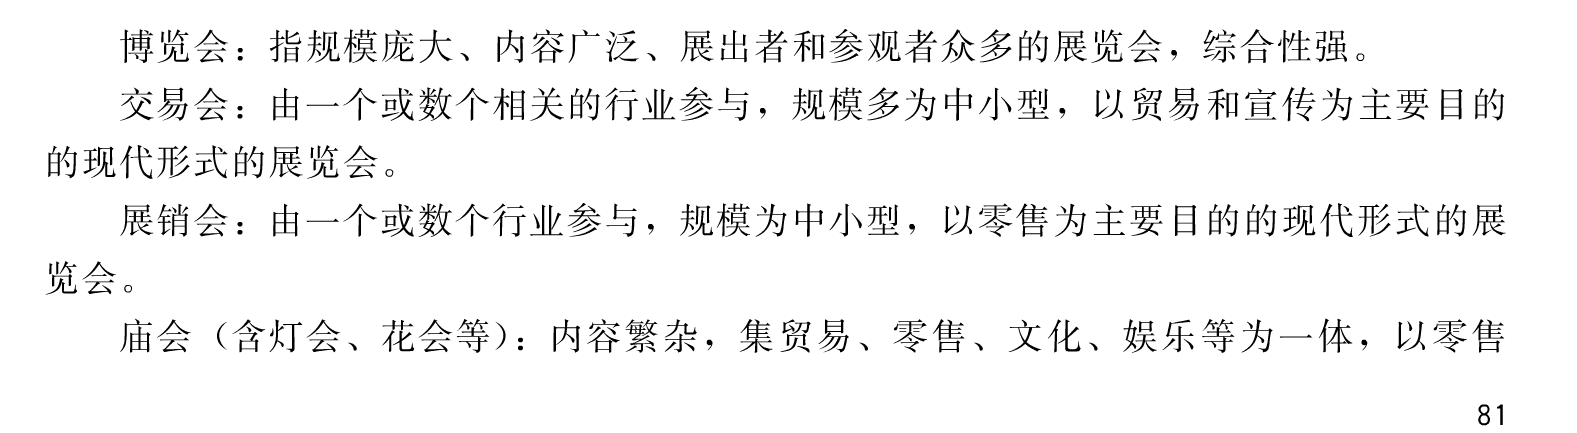 博览会：指规模庞大、内容广泛、展出者和参观者众多的展览会，综合性强。
交易会：由一个或数个相关的行业参与，规模多为中小型，以贸易和宣传为主要目的
的现代形式的展览会。
展销会：由一个或数个行业参与，规模为中小型，以零售为主要目的的现代形式的展
览会。
庙会（含灯会、花会等）：内容繁杂，集贸易、零售、文化、娱乐等为一体，以零售
81